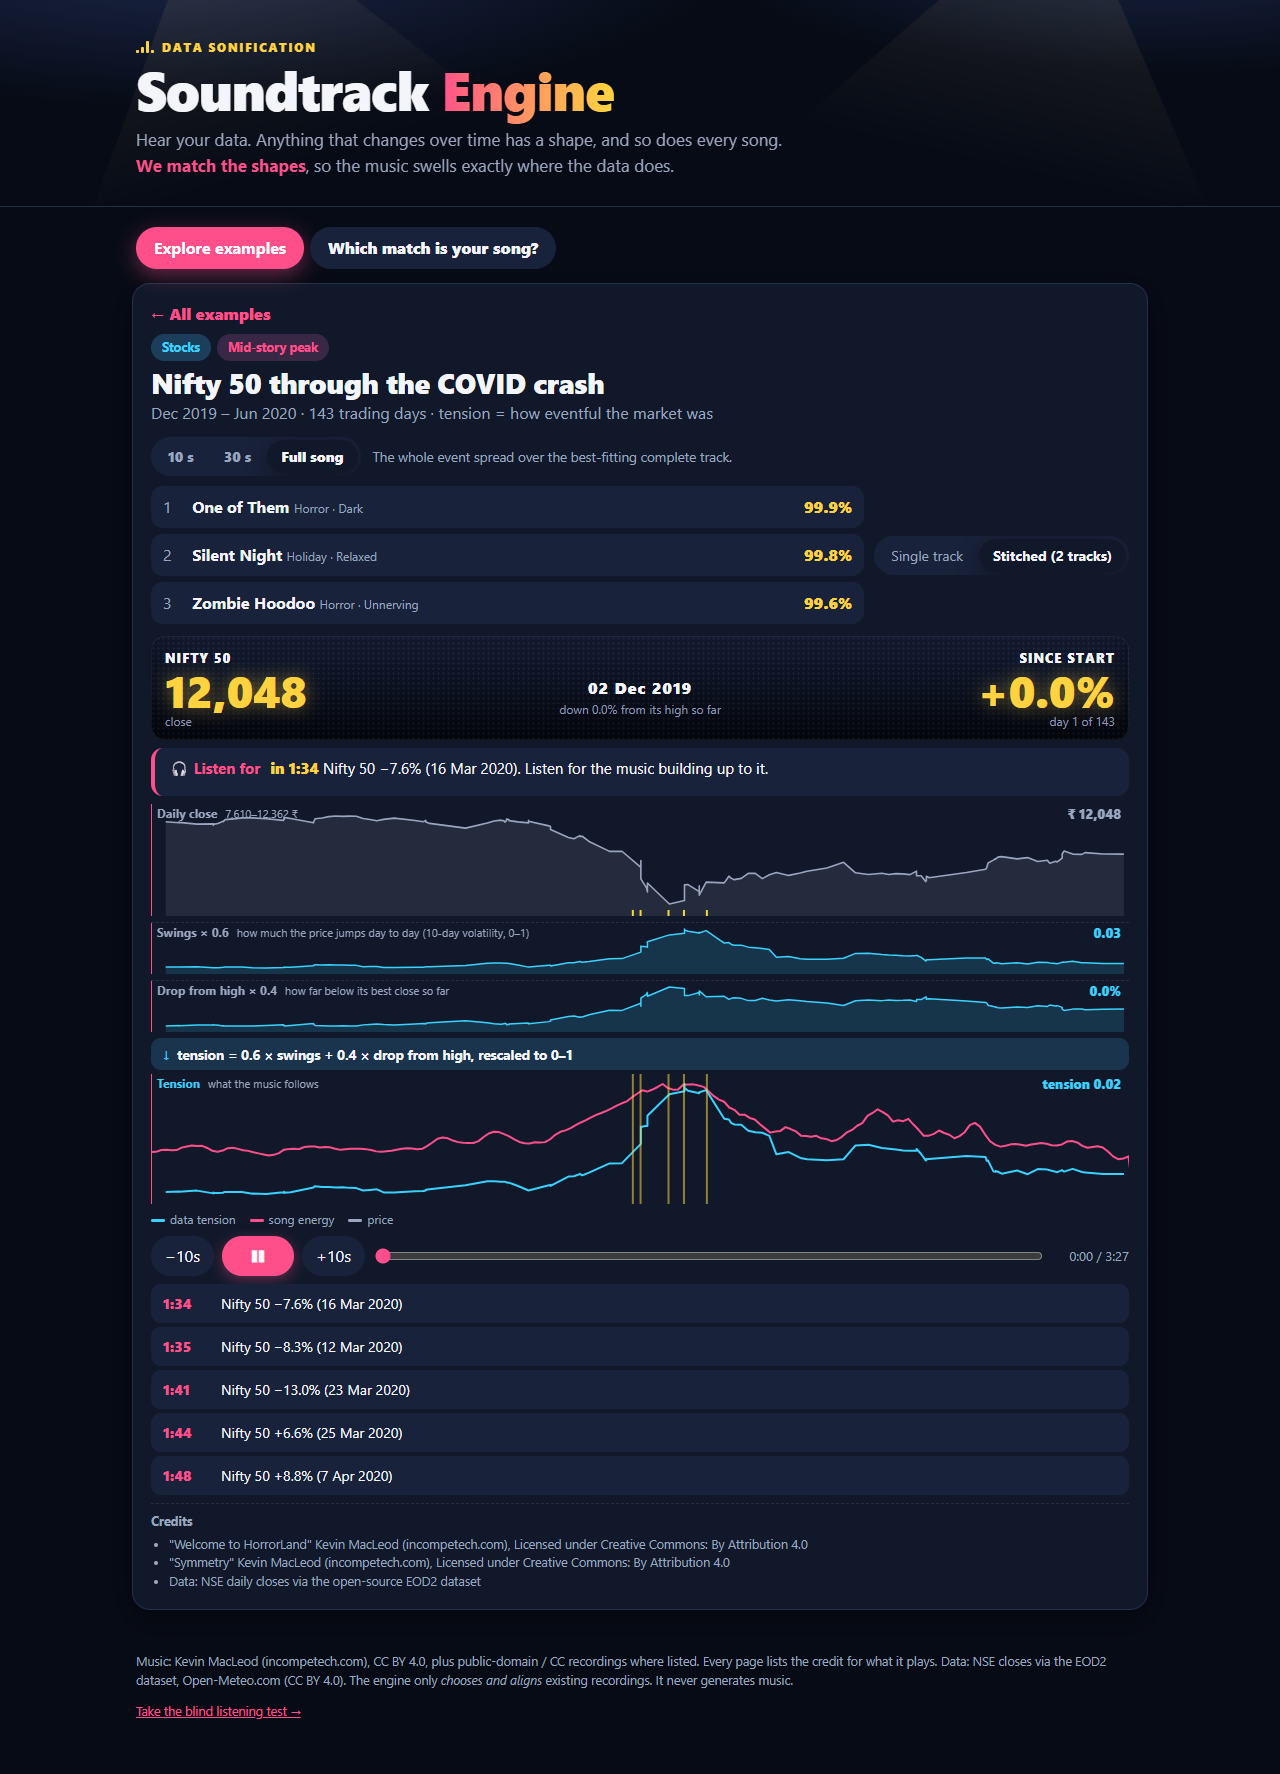 DATA SONIFICATION
Soundtrack Engine
Hear your data. Anything that changes over time has a shape, and so does every song.
We match the shapes, so the music swells exactly where the data does.
Explore examples
Which match is your song?
← All examples
Stocks
Mid-story peak
Nifty 50 through the COVID crash
Dec 2019 – Jun 2020 · 143 trading days · tension = how eventful the market was
10 s 30 s Full song The whole event spread over the best-fitting complete track.
1 One of Them Horror · Dark 99.9%
2 Silent Night Holiday · Relaxed 99.8%
Single track Stitched (2 tracks)
3 Zombie Hoodoo Horror · Unnerving 99.6%
NIFTY 50
12,048
close
02 Dec 2019
down 0.0% from its high so far
SINCE START
+0.0%
day 1 of 143
Listen for in 1:34 Nifty 50 −7.6% (16 Mar 2020). Listen for the music building up to it.
Daily close 7,610–12,362 ₹ ₹ 12,048
Swings × 0.6 how much the price jumps day to day (10-day volatility, 0–1) 0.03
Drop from high × 0.4 how far below its best close so far 0.0%
↓ tension = 0.6 × swings + 0.4 × drop from high, rescaled to 0–1
Tension what the music follows tension 0.02
data tension song energy price
−10s +10s 0:00 / 3:27
1:34 Nifty 50 −7.6% (16 Mar 2020)
1:35 Nifty 50 −8.3% (12 Mar 2020)
1:41 Nifty 50 −13.0% (23 Mar 2020)
1:44 Nifty 50 +6.6% (25 Mar 2020)
1:48 Nifty 50 +8.8% (7 Apr 2020)
Credits
• "Welcome to HorrorLand" Kevin MacLeod (incompetech.com), Licensed under Creative Commons: By Attribution 4.0
• "Symmetry" Kevin MacLeod (incompetech.com), Licensed under Creative Commons: By Attribution 4.0
• Data: NSE daily closes via the open-source EOD2 dataset
Music: Kevin MacLeod (incompetech.com), CC BY 4.0, plus public-domain / CC recordings where listed. Every page lists the credit for what it plays. Data: NSE closes via the EOD2
dataset, Open-Meteo.com (CC BY 4.0). The engine only chooses and aligns existing recordings. It never generates music.
Take the blind listening test →